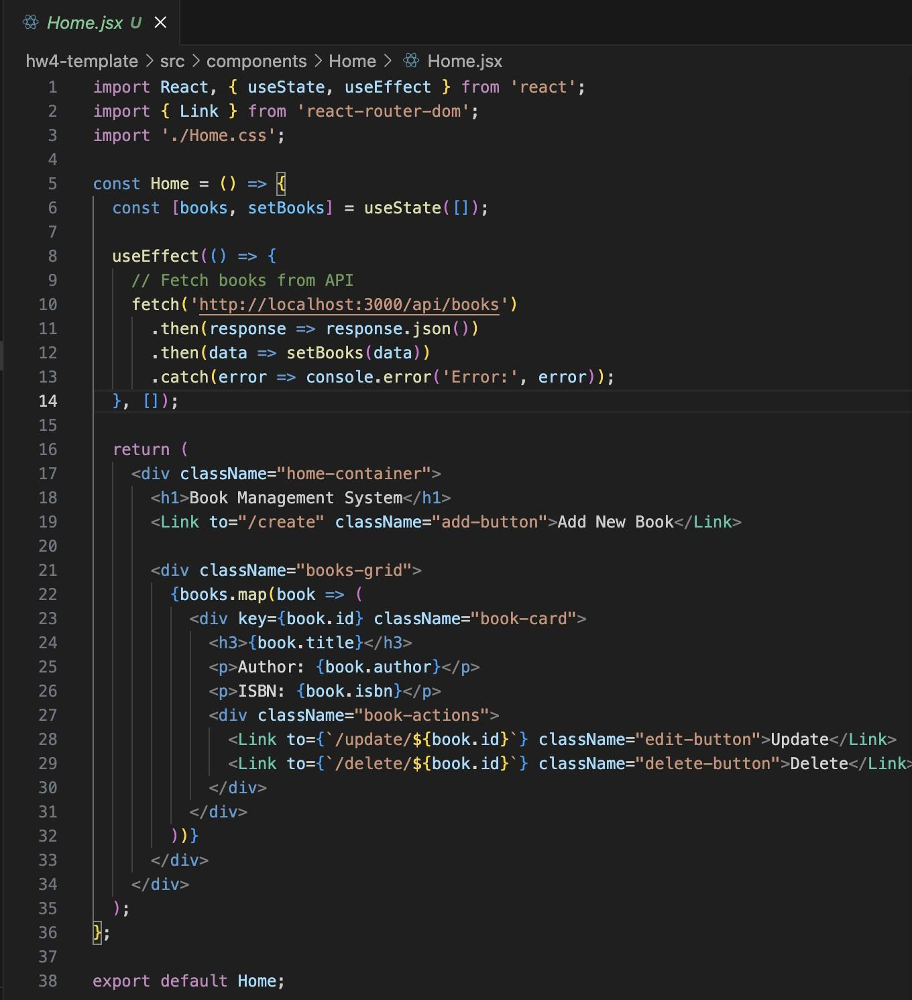 Home.jsx U ×
hw4-template > src > components > Home > Home.jsx
1 import React, { useState, useEffect } from 'react';
2 import { Link } from 'react-router-dom';
3 import './Home.css';
4
5 const Home = () => {
6   const [books, setBooks] = useState([]);
7
8   useEffect(() => {
9     // Fetch books from API
10     fetch('http://localhost:3000/api/books')
11       .then(response => response.json())
12       .then(data => setBooks(data))
13       .catch(error => console.error('Error:', error));
14   }, []);
15
16   return (
17     <div className="home-container">
18       <h1>Book Management System</h1>
19       <Link to="/create" className="add-button">Add New Book</Link>
20
21       <div className="books-grid">
22         {books.map(book => (
23           <div key={book.id} className="book-card">
24             <h3>{book.title}</h3>
25             <p>Author: {book.author}</p>
26             <p>ISBN: {book.isbn}</p>
27             <div className="book-actions">
28               <Link to={`/update/${book.id}`} className="edit-button">Update</Link>
29               <Link to={`/delete/${book.id}`} className="delete-button">Delete</Link>
30             </div>
31           </div>
32         ))}
33       </div>
34     </div>
35   );
36 };
37
38 export default Home;